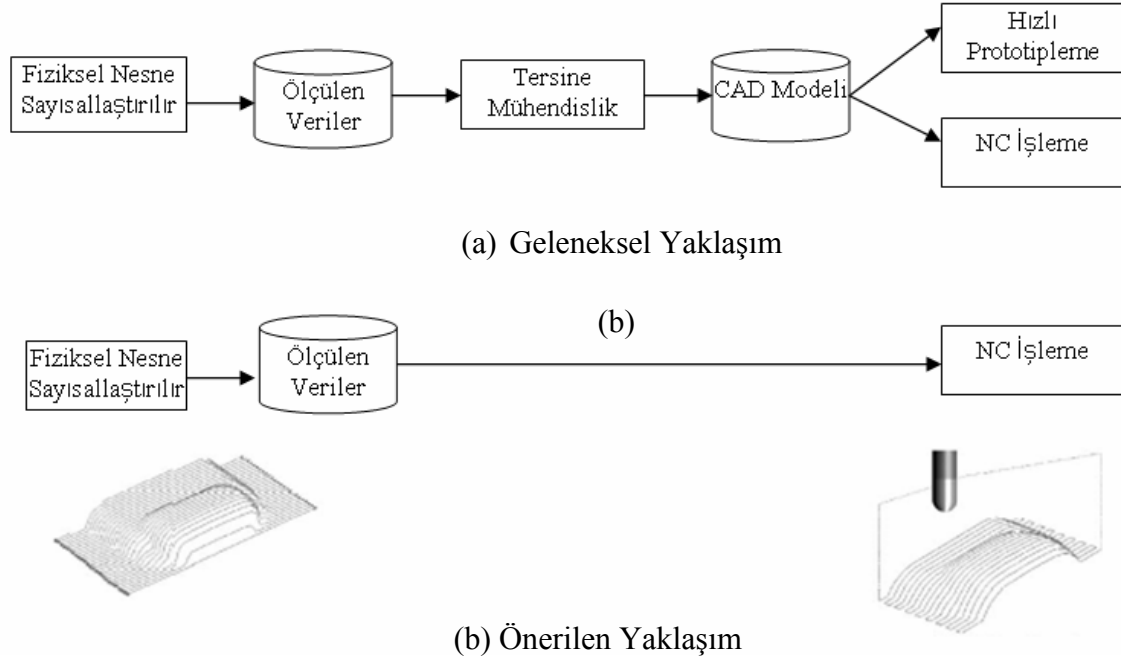 Fiziksel Nesne
Sayısallaştırılır
Ölçülen
Veriler
Tersine
Mühendislik
CAD Modeli
Hızlı
Prototipleme
NC İşleme
(a) Geleneksel Yaklaşım
(b)
Fiziksel Nesne
Sayısallaştırılır
Ölçülen
Veriler
NC İşleme
(b) Önerilen Yaklaşım